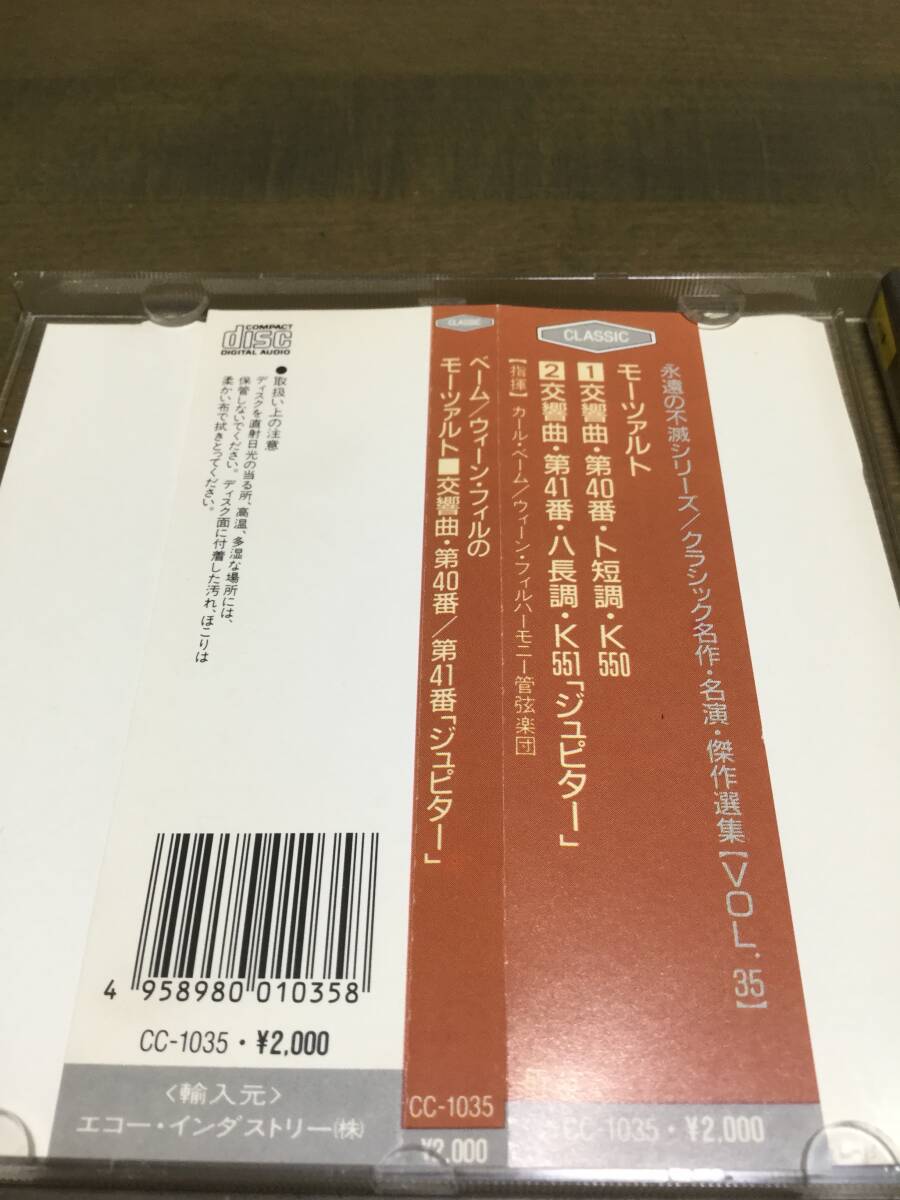 CLASSIC
永遠の不滅シリーズ/クラシック名作・名演・傑作選集【VOL.35】
モーツァルト
1交響曲・第40番・ト短調・K550
2交響曲・第41番・ハ長調・K551「ジュピター」
【指揮】カール・ベーム/ウィーン・フィルハーモニー管弦楽団
CC-1035・¥2,000
CLASSIC
ベーム/ウィーン・フィルの
モーツァルト■交響曲・第40番/第41番「ジュピター」
CC-1035
¥2,000
COMPACT
disc
DIGITAL AUDIO
●取扱い上の注意
ディスクを直射日光の当る所、高温、多湿な場所には、
保管しないでください。ディスク面に付着した汚れ、ほこりは
柔かい布で拭きとってください。
4 958980 010358
CC-1035・¥2,000
<輸入元>
エコー・インダストリー㈱